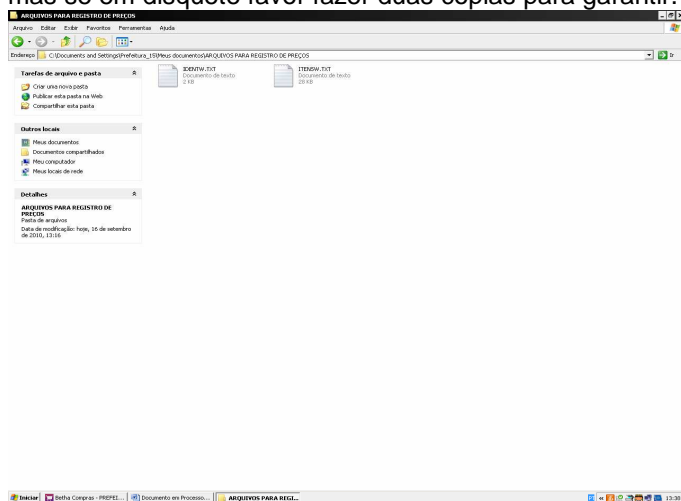 mas se em disquete favor fazer duas cópias para garantir.
ARQUIVOS PARA REGISTRO DE PREÇOS
Arquivo Editar Exibir Favoritos Ferramentas Ajuda
Endereço C:\Documents and Settings\Prefeitura_15\Meus documentos\ARQUIVOS PARA REGISTRO DE PREÇOS Ir
Tarefas de arquivo e pasta
Criar uma nova pasta
Publicar esta pasta na Web
Compartilhar esta pasta
Outros locais
Meus documentos
Documentos compartilhados
Meu computador
Meus locais de rede
Detalhes
ARQUIVOS PARA REGISTRO DE
PREÇOS
Pasta de arquivos
Data de modificação: hoje, 16 de setembro
de 2010, 13:16
IDENTW.TXT
Documento de texto
2 KB
ITENSW.TXT
Documento de texto
28 KB
Iniciar Betha Compras - PREFEI... Documento em Processo... ARQUIVOS PARA REGI... 13:30